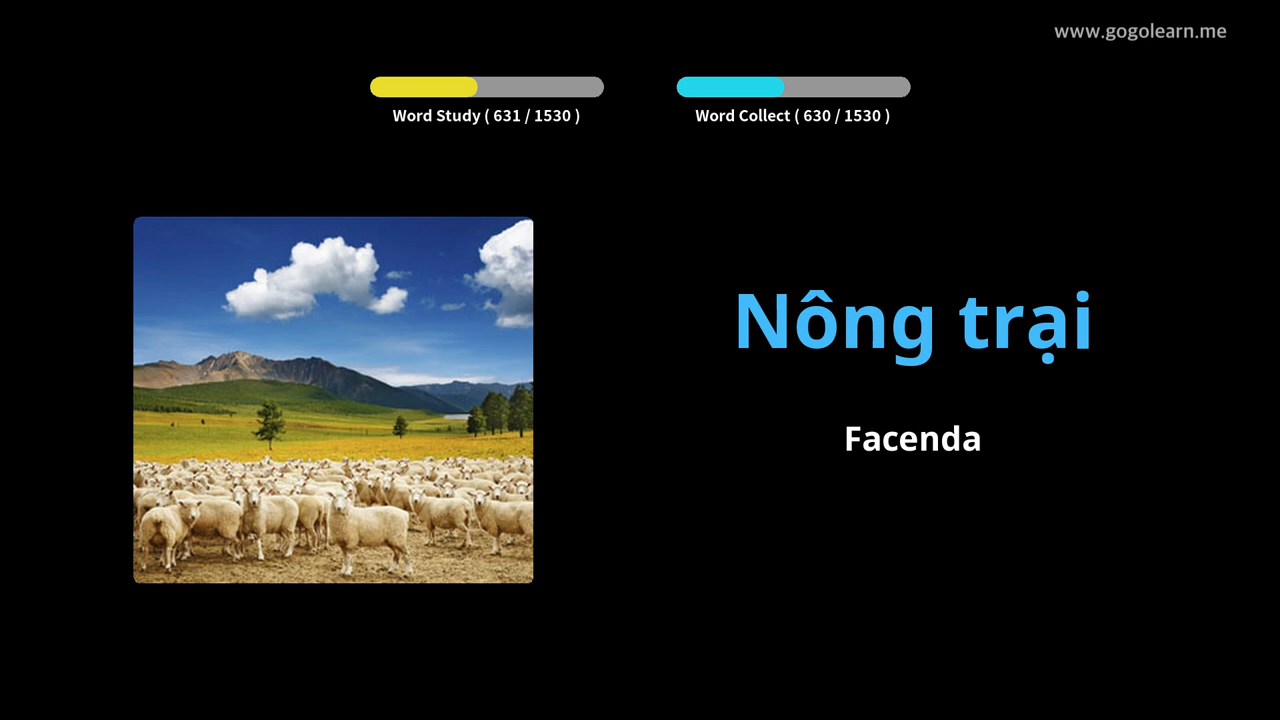 www.gogolearn.me
Word Study ( 631 / 1530 )
Word Collect ( 630 / 1530 )
Nông trại
Facenda